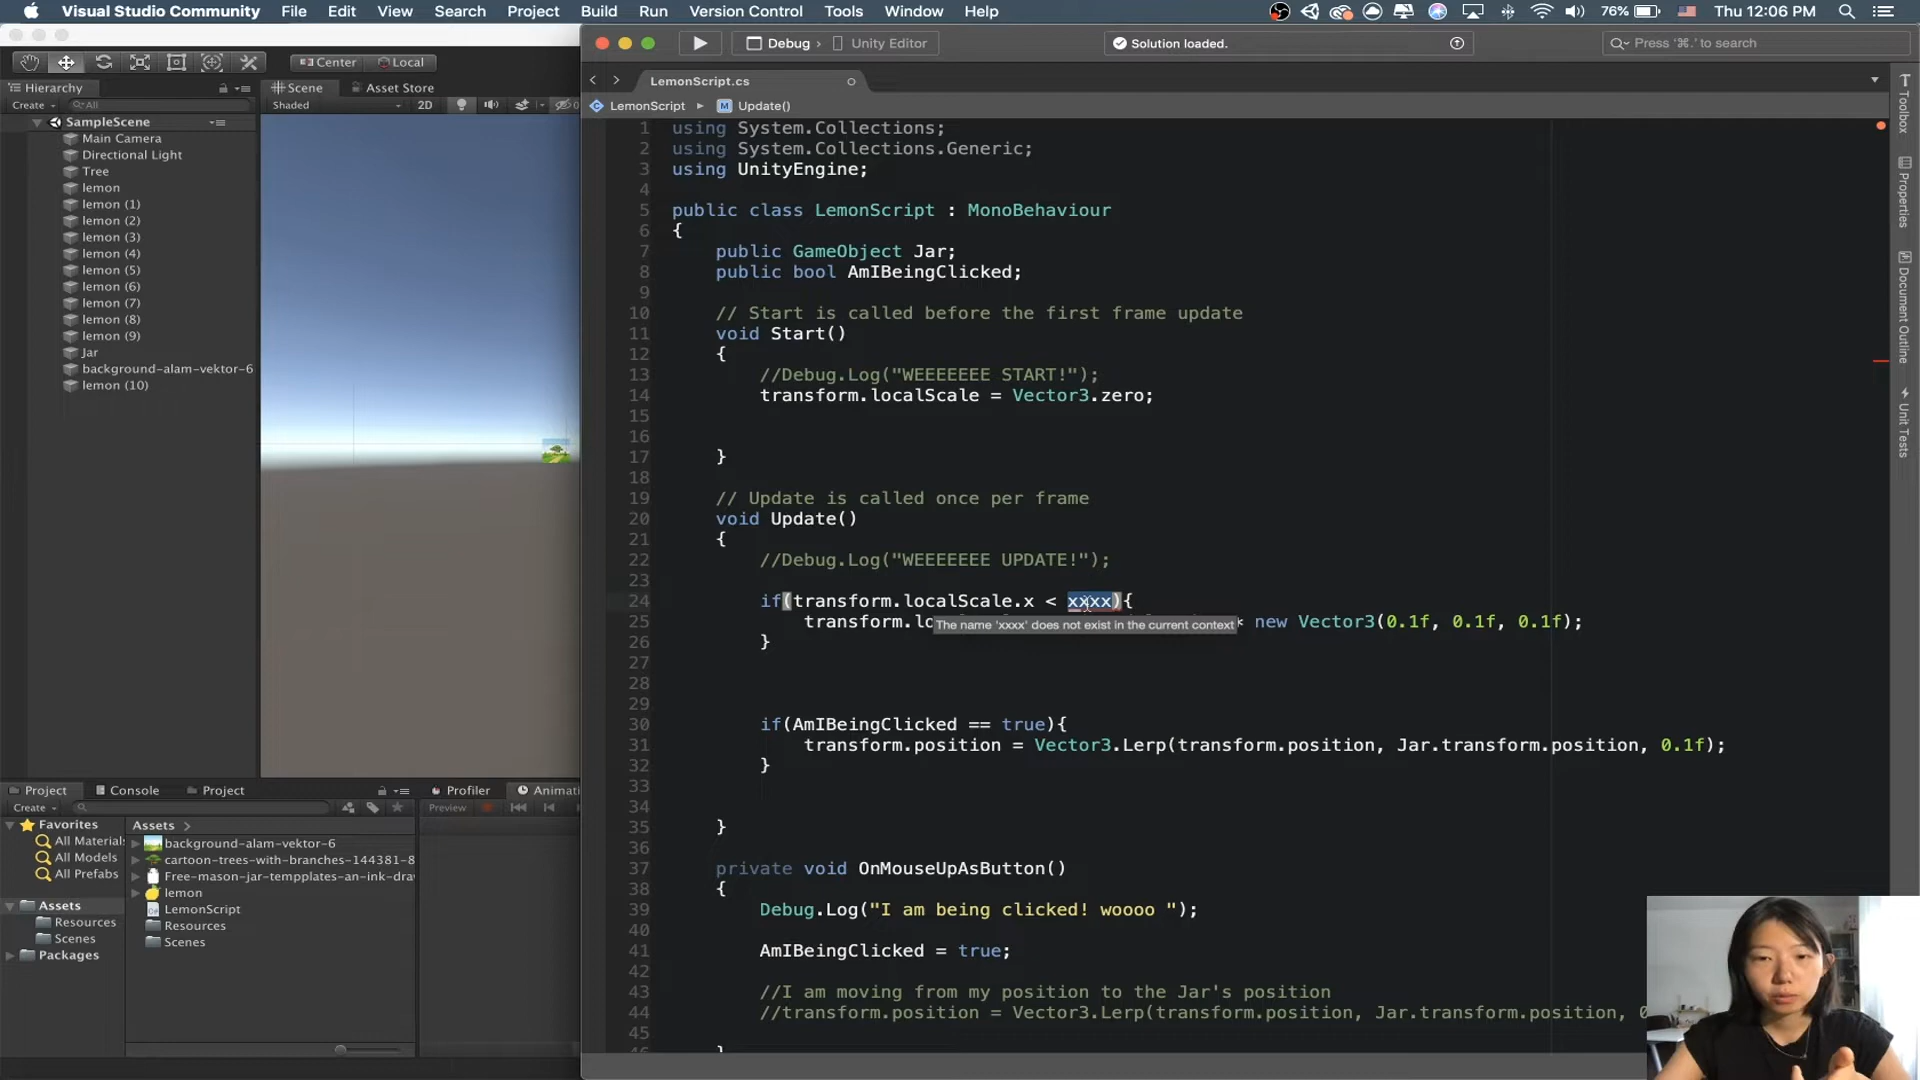 Visual Studio Community File Edit View Search Project Build Run Version Control Tools Window Help 76% Thu 12:06 PM
Debug › Unity Editor Solution loaded. Press ‘⌘.’ to search
Center Local
Hierarchy
Create All
SampleScene
Main Camera
Directional Light
Tree
lemon
lemon (1)
lemon (2)
lemon (3)
lemon (4)
lemon (5)
lemon (6)
lemon (7)
lemon (8)
lemon (9)
Jar
background-alam-vektor-6
lemon (10)
Scene Asset Store
Shaded 2D
LemonScript.cs
LemonScript Update()
1 using System.Collections;
2 using System.Collections.Generic;
3 using UnityEngine;
4
5 public class LemonScript : MonoBehaviour
6 {
7 public GameObject Jar;
8 public bool AmIBeingClicked;
9
10 // Start is called before the first frame update
11 void Start()
12 {
13 //Debug.Log("WEEEEEEE START!");
14 transform.localScale = Vector3.zero;
15
16
17 }
18
19 // Update is called once per frame
20 void Update()
21 {
22 //Debug.Log("WEEEEEEE UPDATE!");
23
24 if(transform.localScale.x < xxxx){
25 transform.lo * new Vector3(0.1f, 0.1f, 0.1f);
The name 'xxxx' does not exist in the current context
26 }
27
28
29
30 if(AmIBeingClicked == true){
31 transform.position = Vector3.Lerp(transform.position, Jar.transform.position, 0.1f);
32 }
33
34
35 }
36
37 private void OnMouseUpAsButton()
38 {
39 Debug.Log("I am being clicked! woooo ");
40
41 AmIBeingClicked = true;
42
43 //I am moving from my position to the Jar's position
44 //transform.position = Vector3.Lerp(transform.position, Jar.transform.position,
45
46 }
Toolbox
Properties
Document Outline
Unit Tests
Project Console Project
Create
Favorites
All Materials
All Models
All Prefabs
Assets
Resources
Scenes
Packages
Assets
background-alam-vektor-6
cartoon-trees-with-branches-144381-8
Free-mason-jar-tempplates-an-ink-dra
lemon
LemonScript
Resources
Scenes
Profiler Animati
Preview